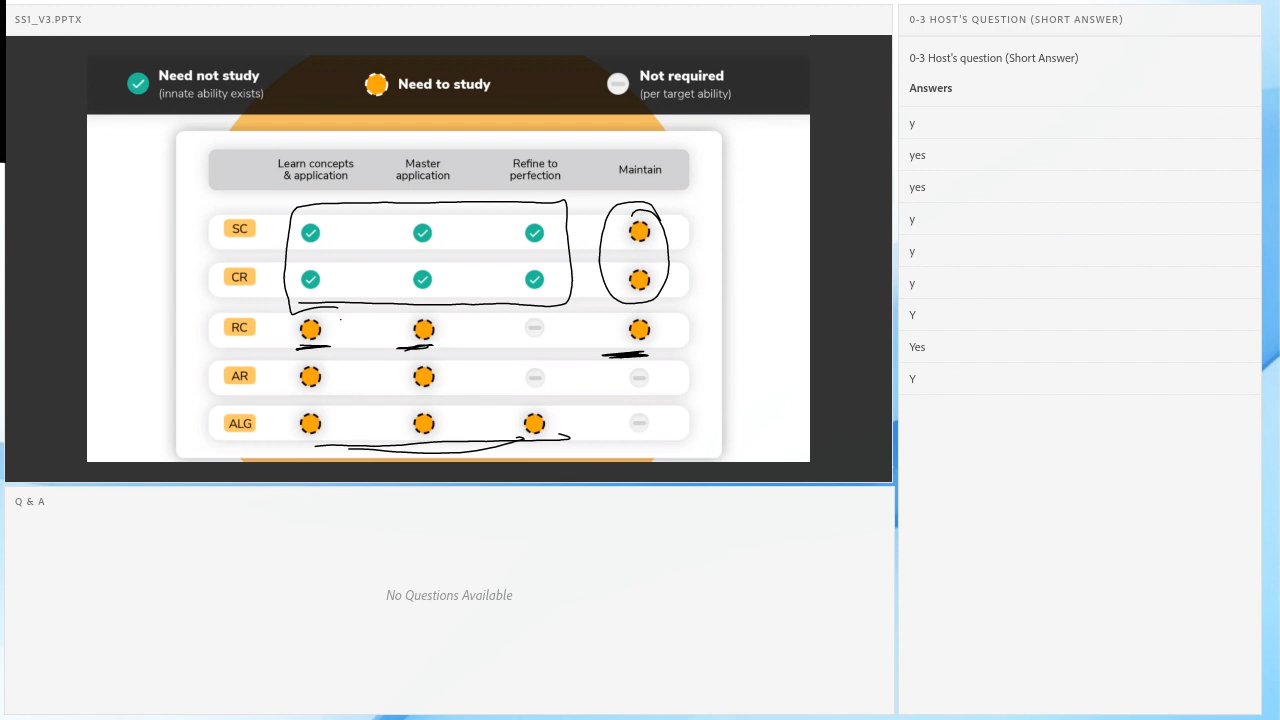 SS1_V3.PPTX
Need not study
(innate ability exists)
Need to study
Not required
(per target ability)
Learn concepts
& application
Master
application
Refine to
perfection
Maintain
SC
CR
RC
AR
ALG
Q & A
No Questions Available
0-3 HOST'S QUESTION (SHORT ANSWER)
0-3 Host's question (Short Answer)
Answers
y
yes
yes
y
y
y
Y
Yes
Y